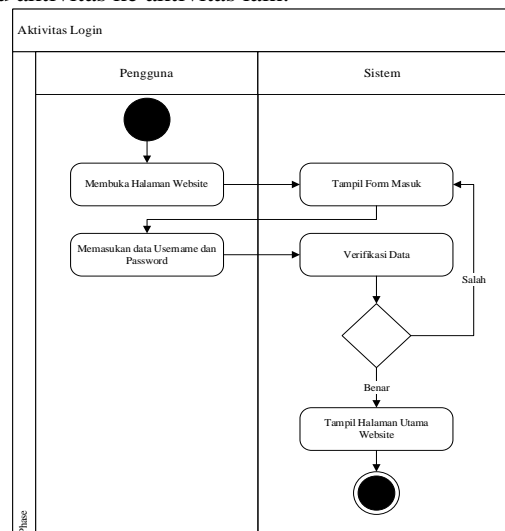 aktivitas ke aktivitas lain.
Aktivitas Login
Pengguna
Sistem
Membuka Halaman Website
Tampil Form Masuk
Memasukan data Username dan
Password
Verifikasi Data
Salah
Benar
Tampil Halaman Utama
Website
Phase